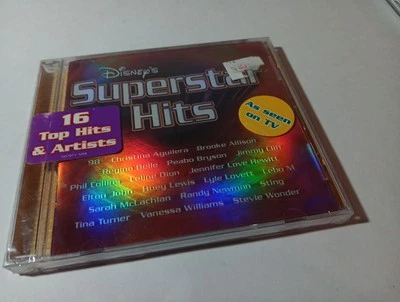 Disney's
Superstar
Hits
16
Top Hits
& Artists
As seen
on TV
98° Christina Aguilera Brooke Allison
Regina Belle Peabo Bryson Jimmy Cliff
Phil Collins Celine Dion Jennifer Love Hewitt
Elton John Huey Lewis Lyle Lovett Lebo M
Sarah McLachlan Randy Newman Sting
Tina Turner Vanessa Williams Stevie Wonder